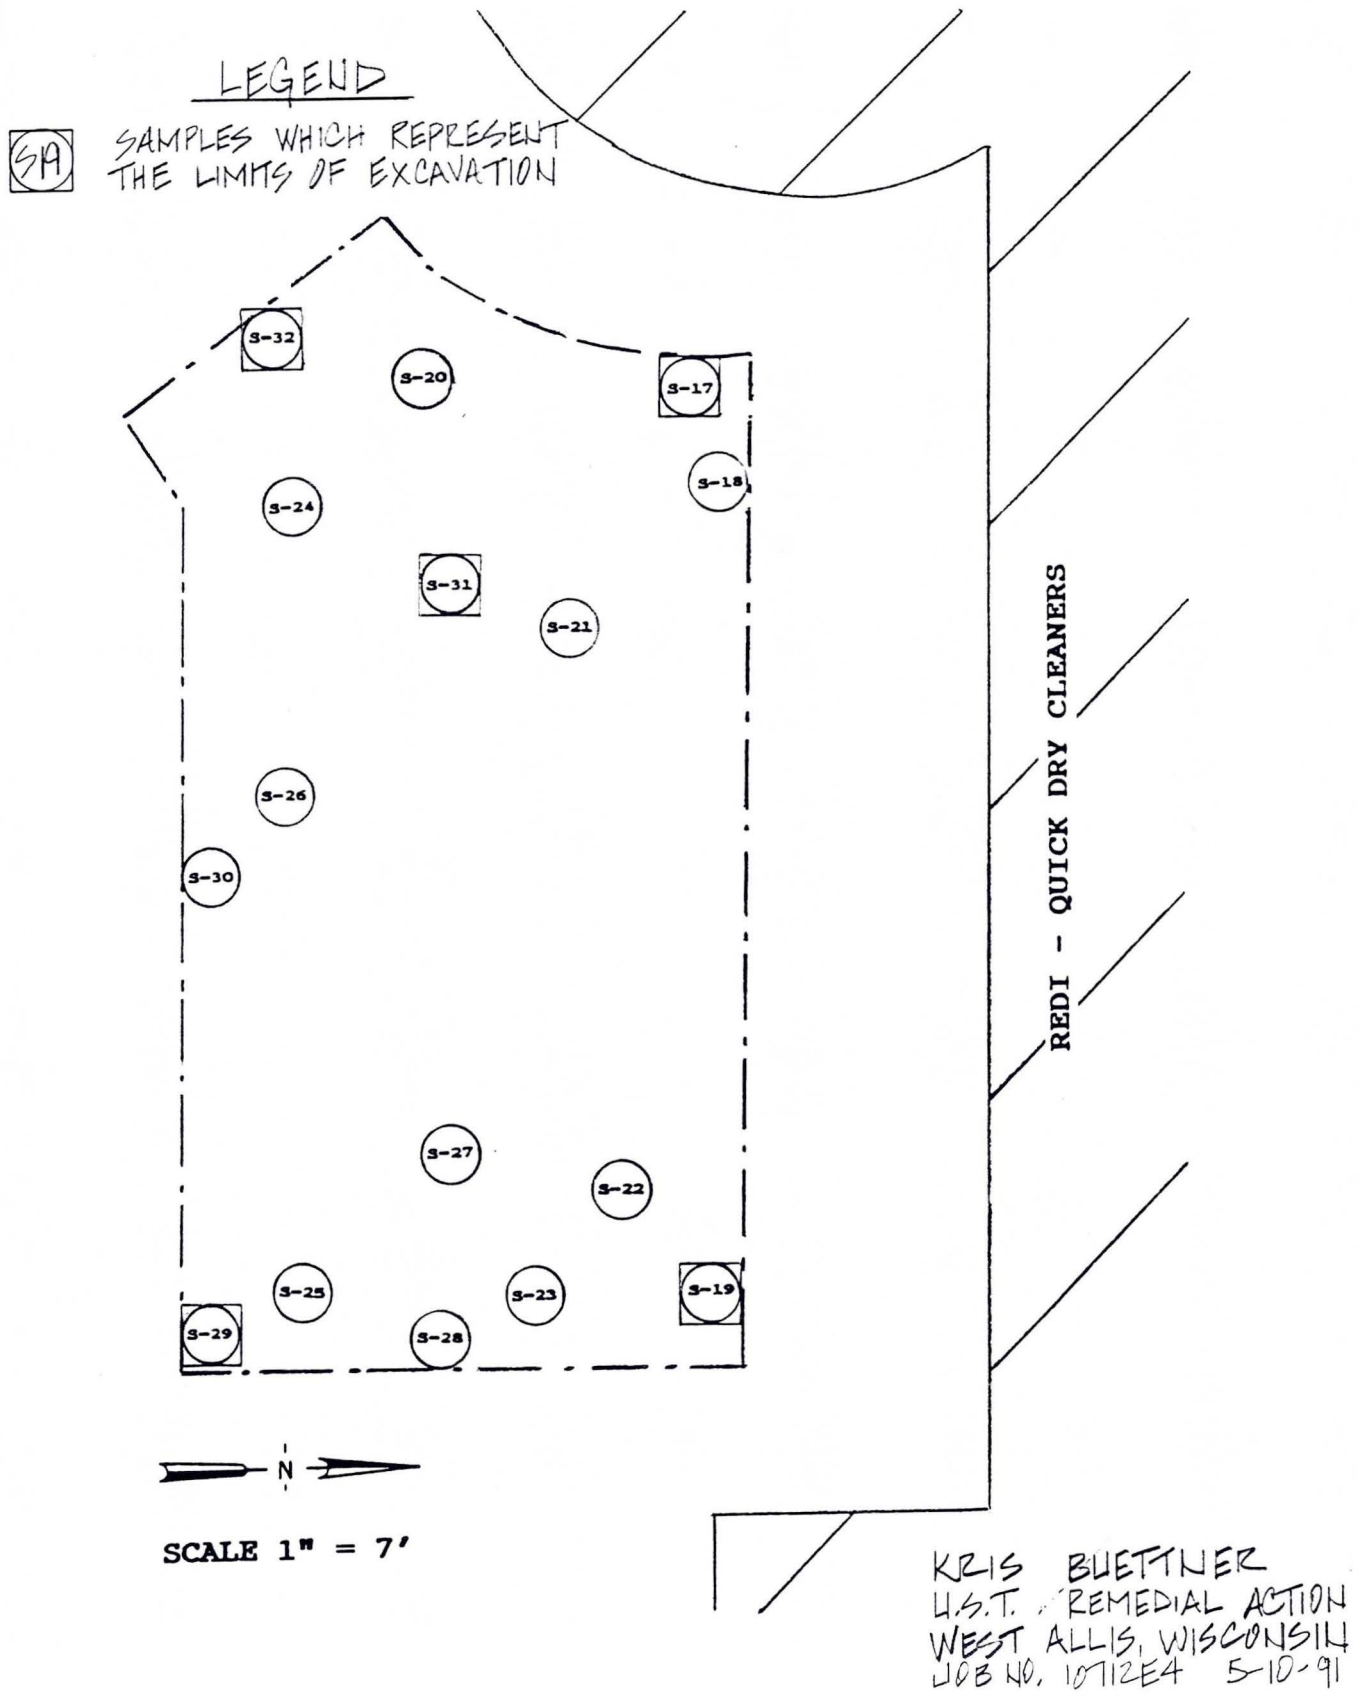 LEGEND
S19 SAMPLES WHICH REPRESENT
THE LIMITS OF EXCAVATION
S-32
S-20
S-17
S-18
S-24
S-31
S-21
S-26
S-30
S-27
S-22
S-25
S-23
S-19
S-29
S-28
REDI - QUICK DRY CLEANERS
N
SCALE 1" = 7'
KRIS BUETTNER
U.S.T. REMEDIAL ACTION
WEST ALLIS, WISCONSIN
JOB NO. 10712E4 5-10-91